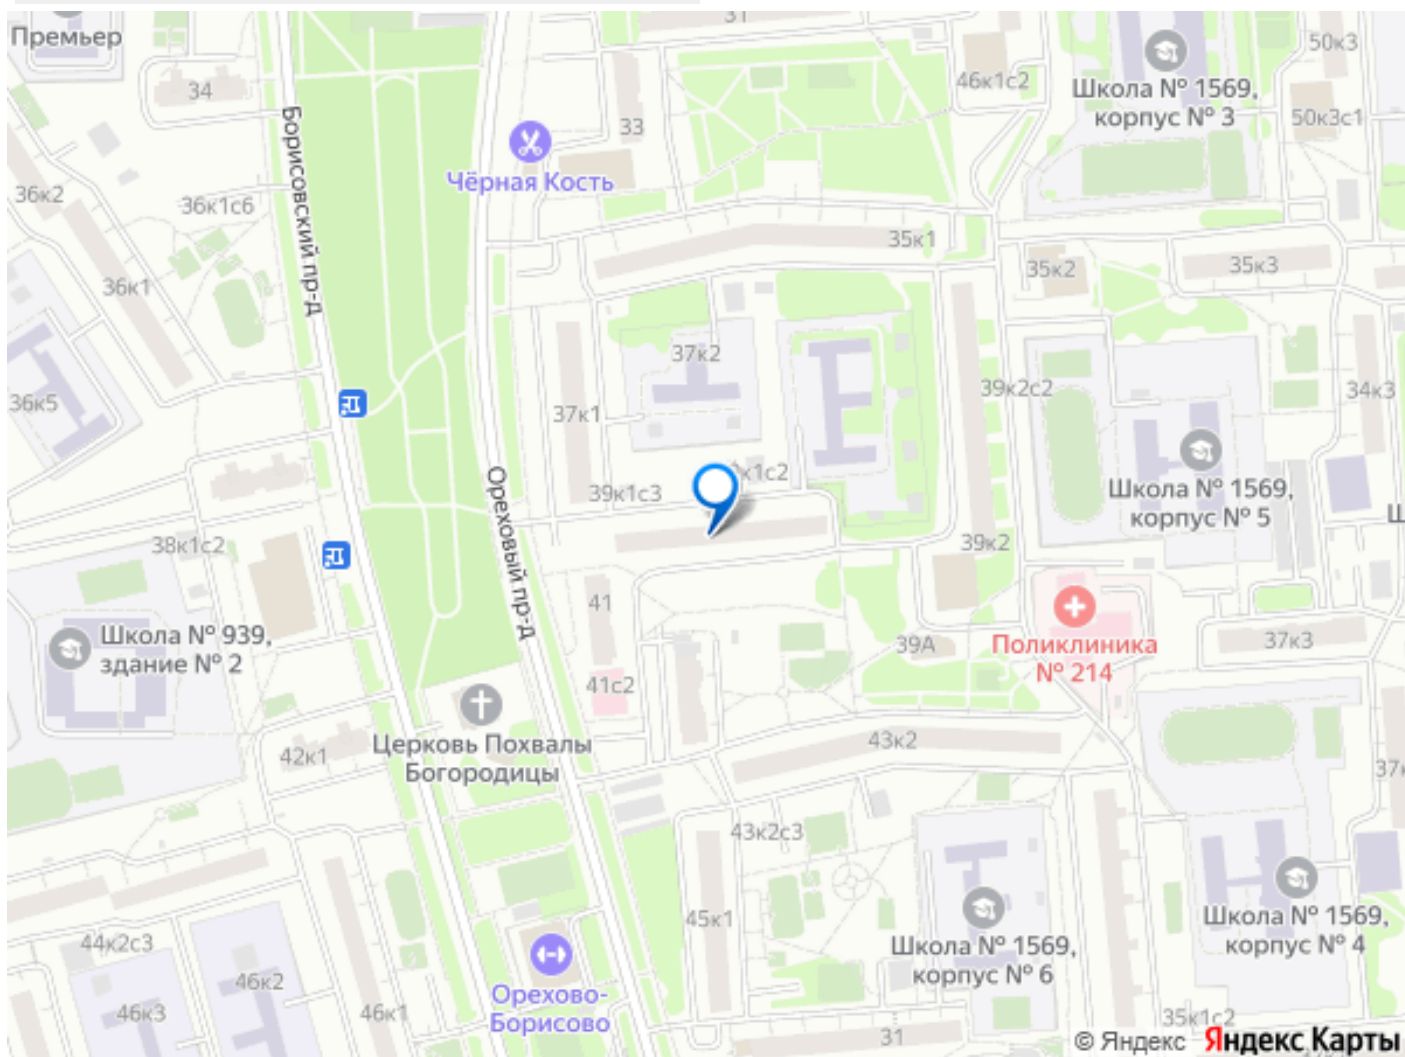 31
Премьер
50к3
34
46к1с2
Школа № 1569,
корпус № 3
50к3с1
Борисовский пр-д
33
Чёрная Кость
36к2
36к1с6
35к1
35к2
35к3
36к1
37к2
36к5
37к1
39к2с2
34к3
Ореховый пр-д
39к1с3
к1с2
Школа № 1569,
корпус № 5
38к1с2
39к2
41
Школа № 939,
здание № 2
39А
Поликлиника
№ 214
37к3
41с2
42к1
Церковь Похвалы
Богородицы
43к2
37к
43к2с3
45к1
Школа № 1569,
корпус № 4
44к2с3
Школа № 1569,
корпус № 6
46к2
46к3
46к1
Орехово-
Борисово
31
35к1с2
© Яндекс Яндекс Карты